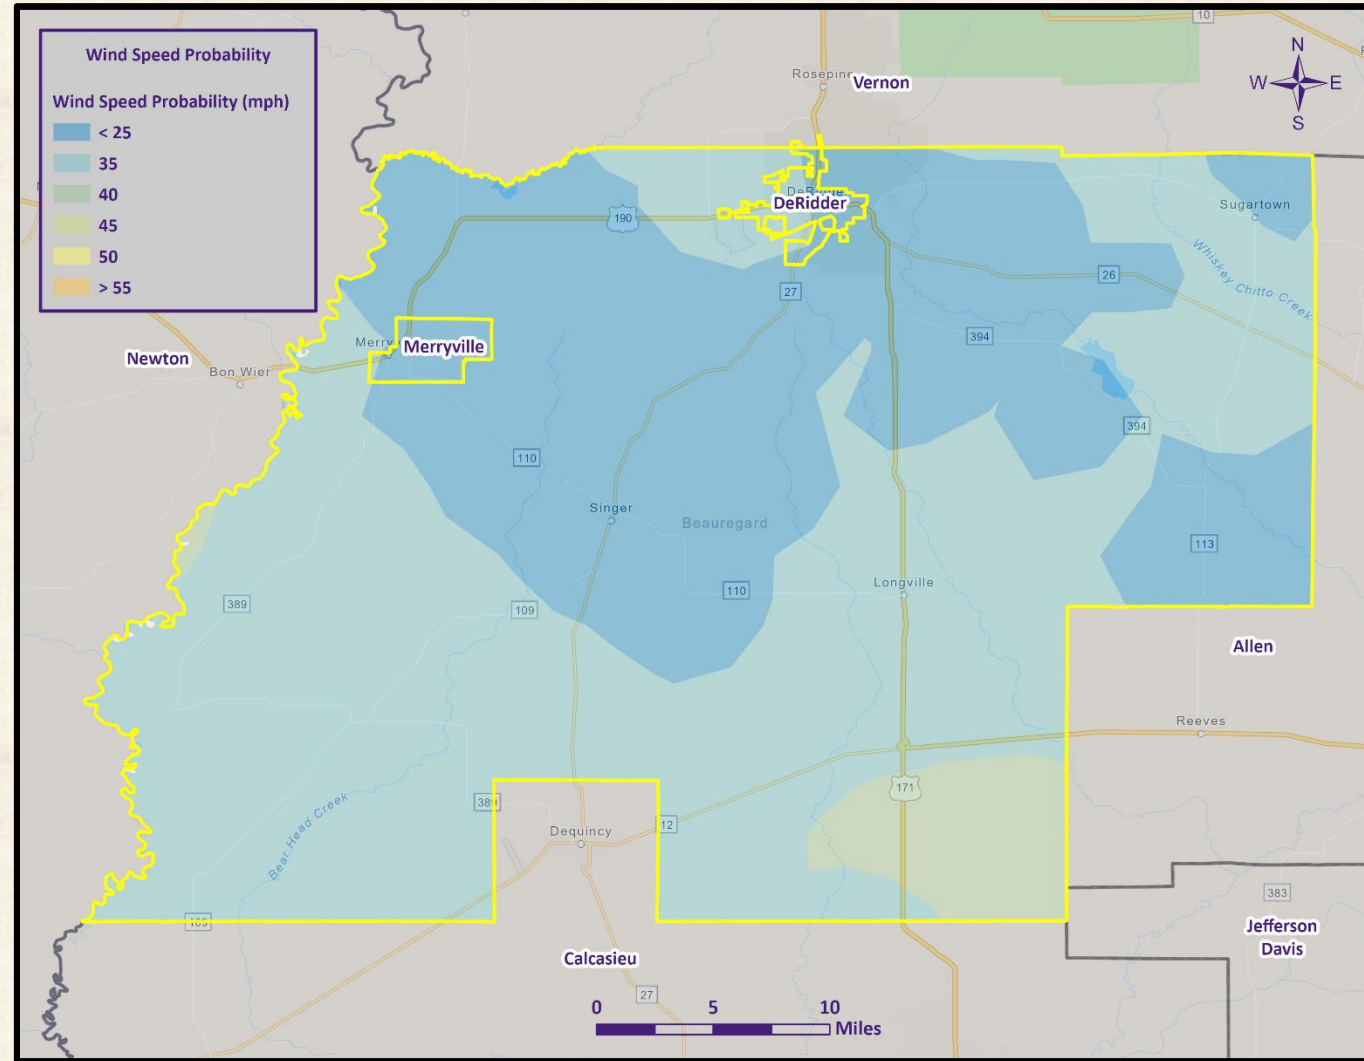 Wind Speed Probability
Wind Speed Probability (mph)
< 25
35
40
45
50
> 55
10
Rosepine
Vernon
N
W E
S
DeRidder
190
Sugartown
Whiskey Chitto Creek
26
27
394
Merryville
Newton
Bon Wier
394
110
Singer
Beauregard
113
Longville
110
389
109
Allen
Reeves
171
Bear Head Creek
389
12
Dequincy
383
109
Jefferson
Davis
Calcasieu
27
0 5 10
Miles